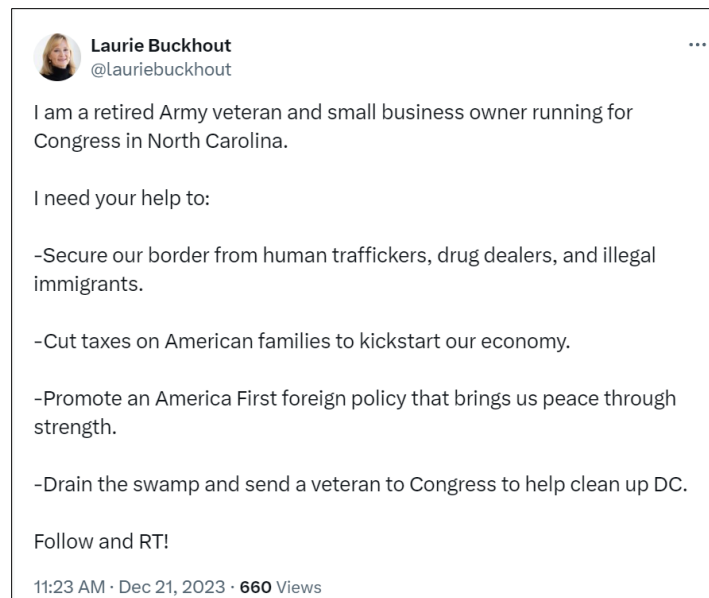 Laurie Buckhout
@lauriebuckhout
I am a retired Army veteran and small business owner running for
Congress in North Carolina.
I need your help to:
-Secure our border from human traffickers, drug dealers, and illegal
immigrants.
-Cut taxes on American families to kickstart our economy.
-Promote an America First foreign policy that brings us peace through
strength.
-Drain the swamp and send a veteran to Congress to help clean up DC.
Follow and RT!
11:23 AM · Dec 21, 2023 · 660 Views